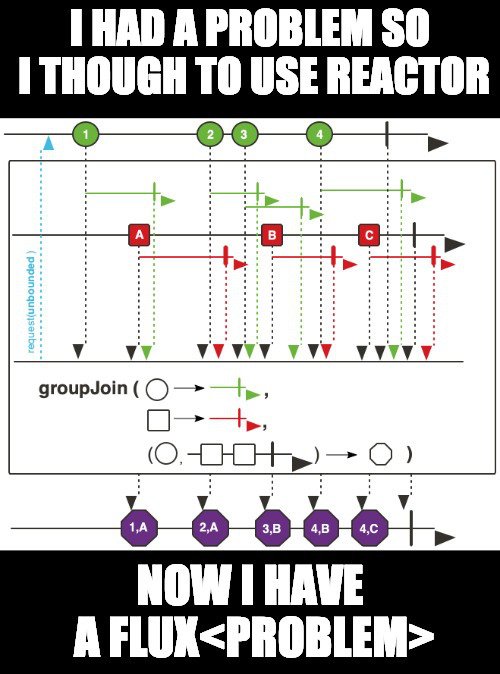 I HAD A PROBLEM SO
I THOUGH TO USE REACTOR
1 2 3 4
A B C
request(unbounded )
groupJoin ( → ,
→ ,
( , ) → )
1,A 2,A 3,B 4,B 4,C
NOW I HAVE
A FLUX<PROBLEM>